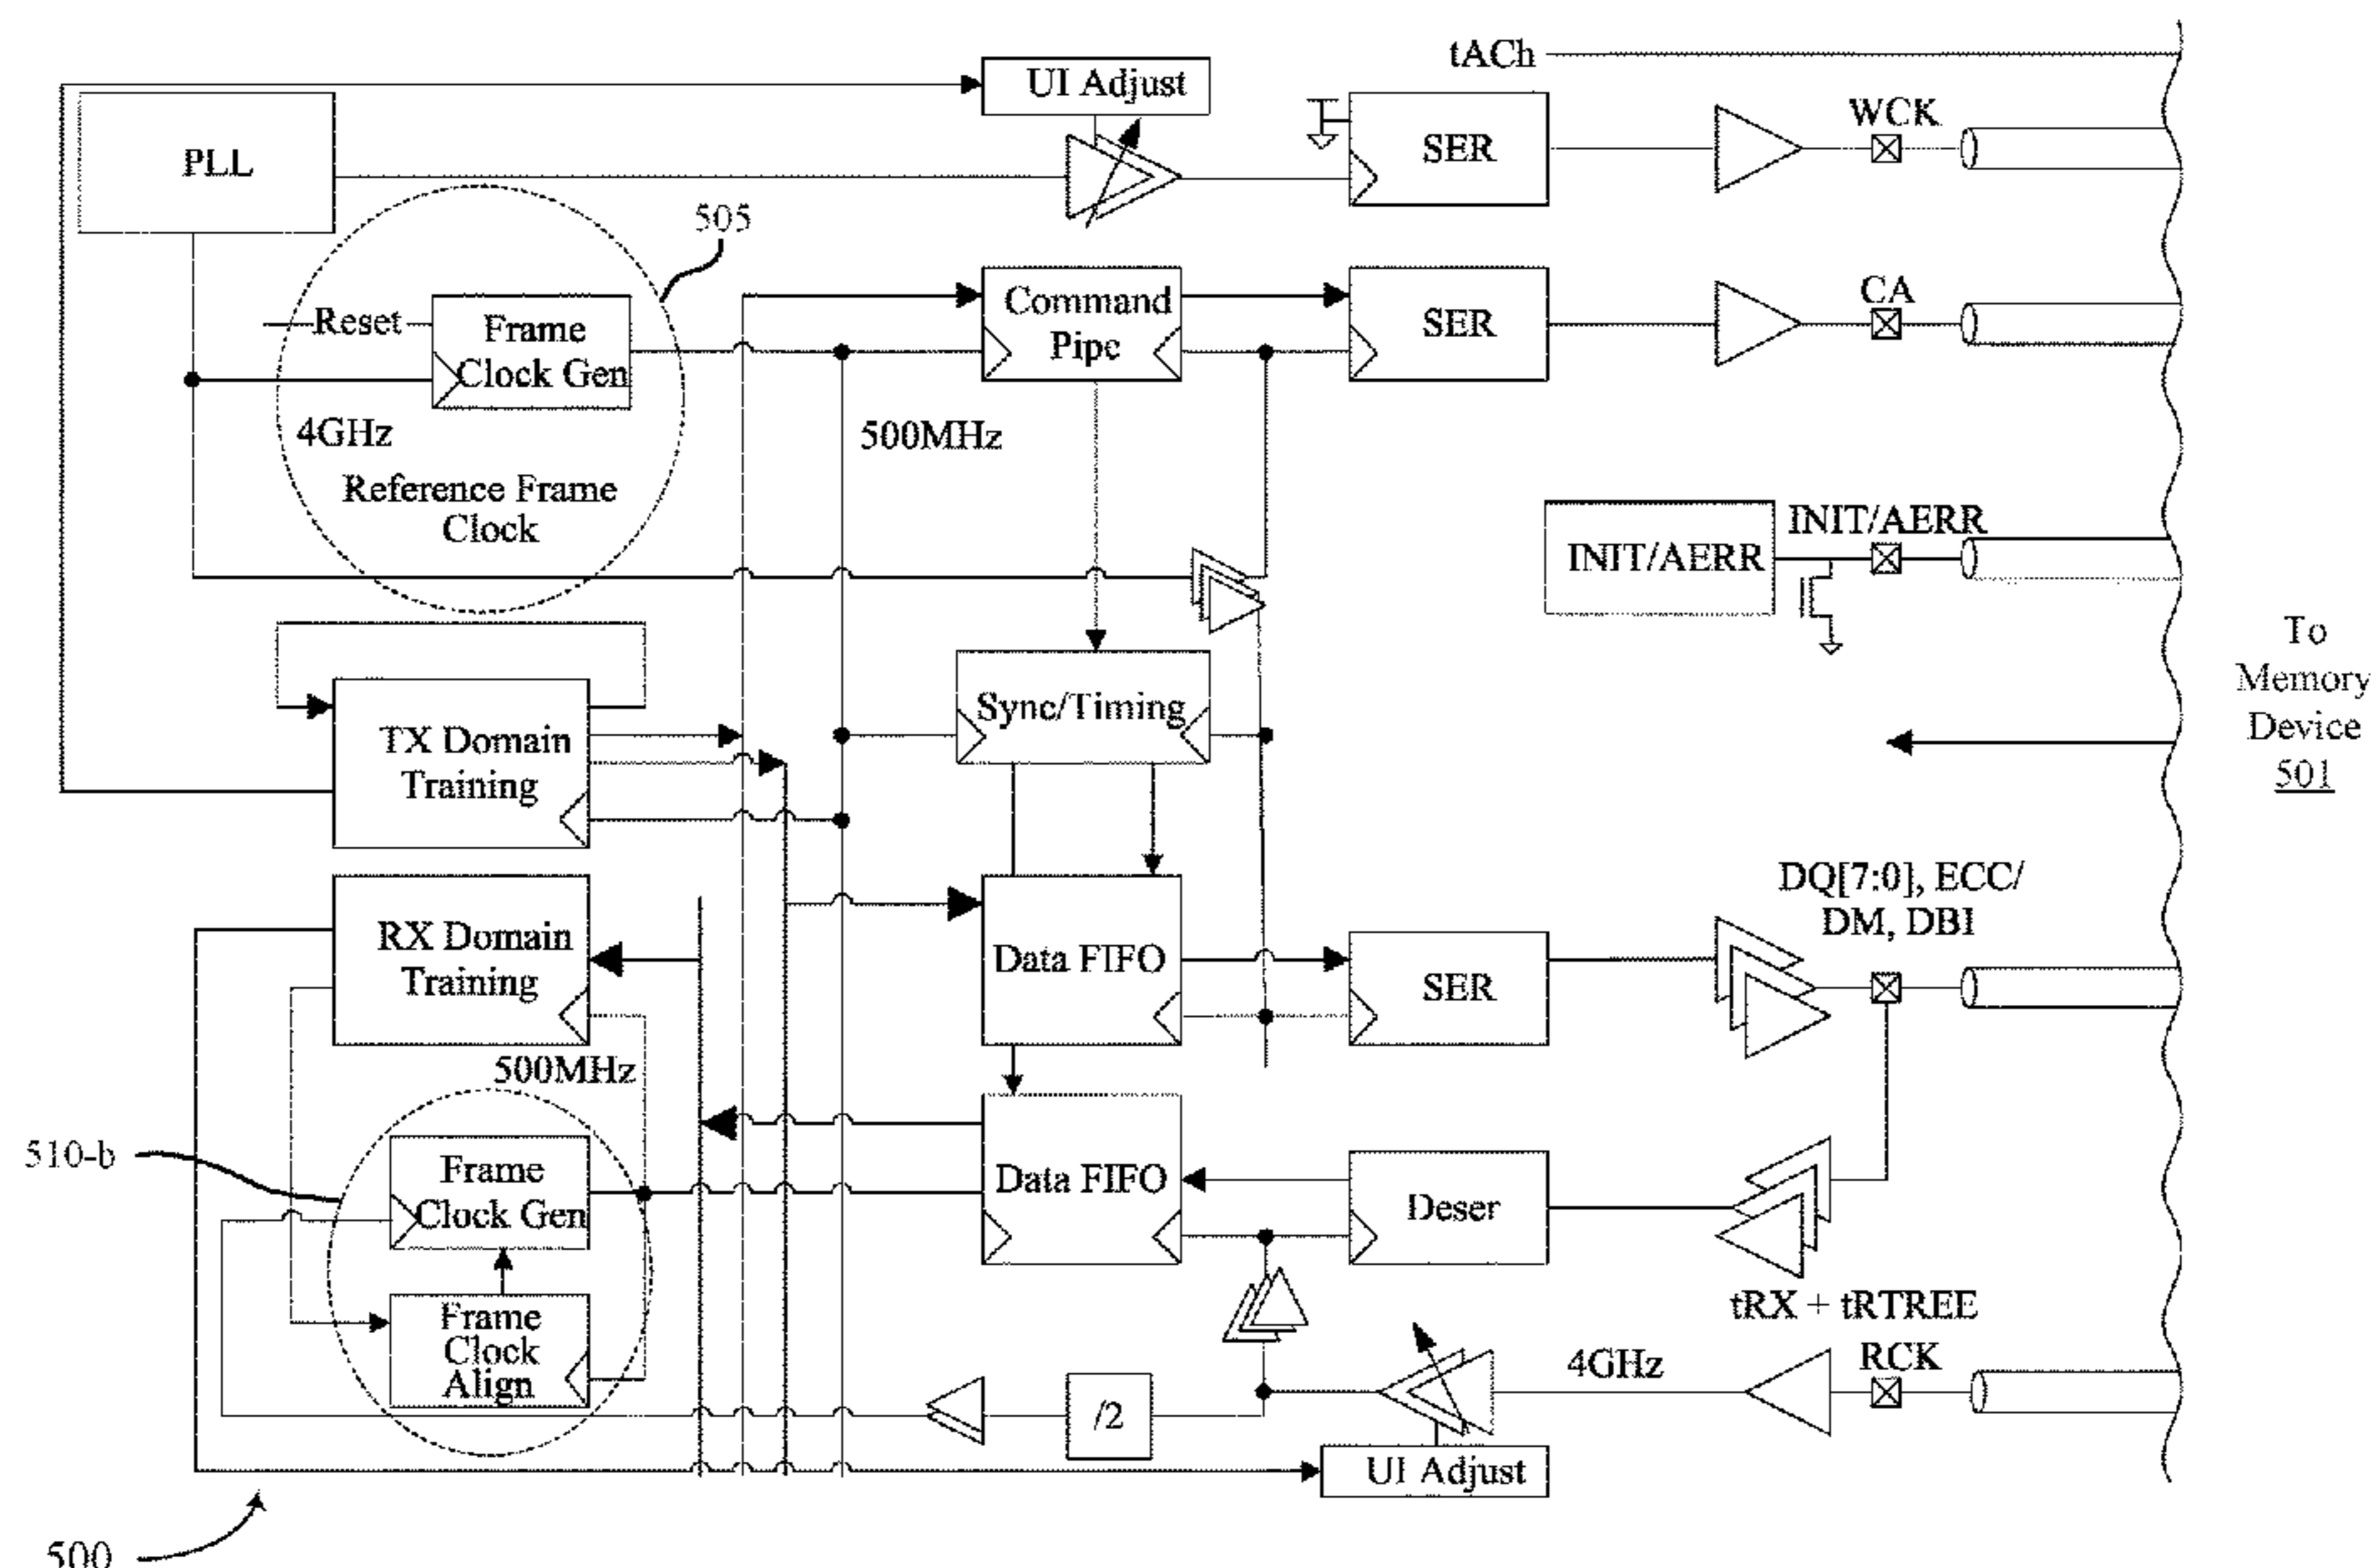 tACh
UI Adjust
WCK
PLL
SER
505
CA
Command
Pipe
SER
Reset
Frame
Clock Gen
4GHz
500MHz
Reference Frame
Clock
INIT/AERR
INIT/AERR
To
Memory
Device
501
Sync/Timing
TX Domain
Training
DQ[7:0], ECC/
DM, DBI
RX Domain
Training
Data FIFO
SER
500MHz
510-b
Frame
Clock Gen
Data FIFO
Deser
tRX + tRTREE
Frame
Clock
Align
4GHz
RCK
/2
UI Adjust
500